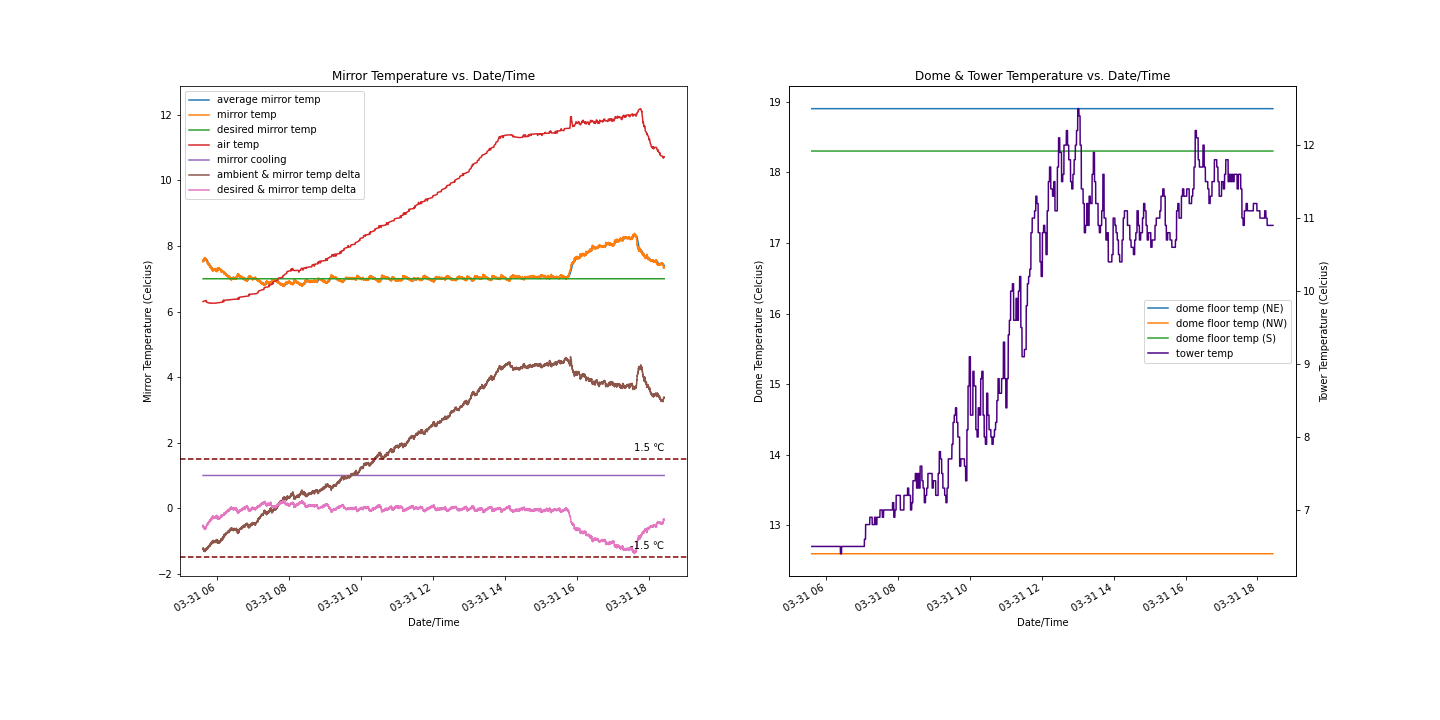 Mirror Temperature vs. Date/Time
average mirror temp
mirror temp
desired mirror temp
air temp
mirror cooling
ambient & mirror temp delta
desired & mirror temp delta
Mirror Temperature (Celcius)
12
10
8
6
4
2
0
−2
1.5 °C
-1.5 °C
03-31 06
03-31 08
03-31 10
03-31 12
03-31 14
03-31 16
03-31 18
Date/Time
Dome & Tower Temperature vs. Date/Time
Dome Temperature (Celcius)
19
18
17
16
15
14
13
dome floor temp (NE)
dome floor temp (NW)
dome floor temp (S)
tower temp
12
11
10
9
8
7
Tower Temperature (Celcius)
03-31 06
03-31 08
03-31 10
03-31 12
03-31 14
03-31 16
03-31 18
Date/Time